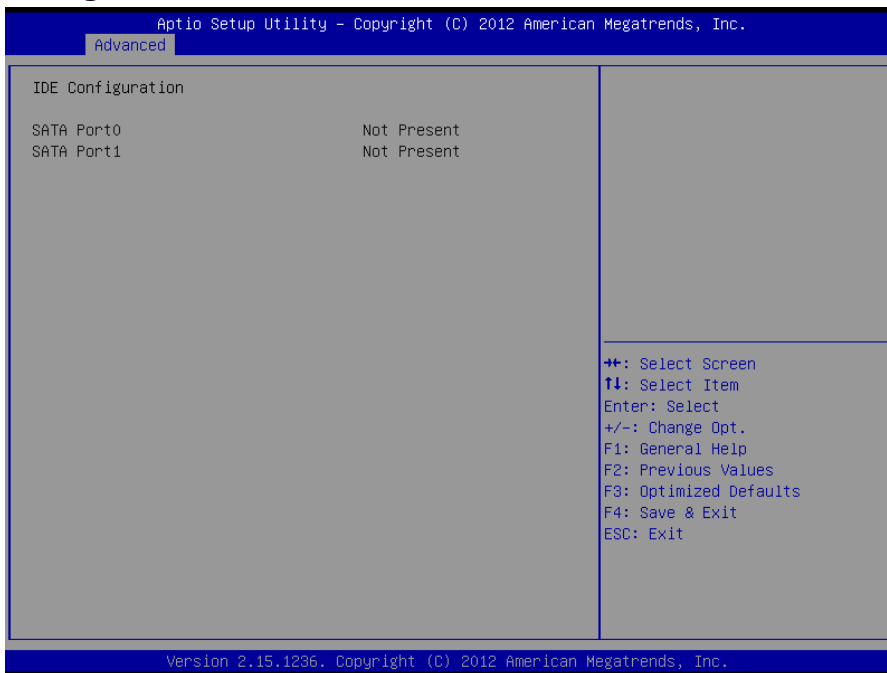 Aptio Setup Utility – Copyright (C) 2012 American Megatrends, Inc.
Advanced
IDE Configuration
SATA Port0 Not Present
SATA Port1 Not Present
→←: Select Screen
↑↓: Select Item
Enter: Select
+/-: Change Opt.
F1: General Help
F2: Previous Values
F3: Optimized Defaults
F4: Save & Exit
ESC: Exit
Version 2.15.1236. Copyright (C) 2012 American Megatrends, Inc.